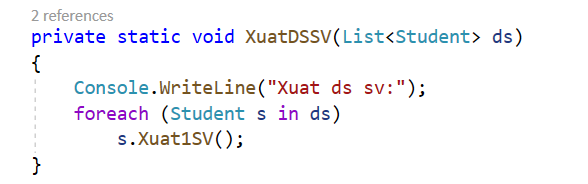 2 references
private static void XuatDSSV(List<Student> ds)
{
Console.WriteLine("Xuat ds sv:");
foreach (Student s in ds)
s.Xuat1SV();
}